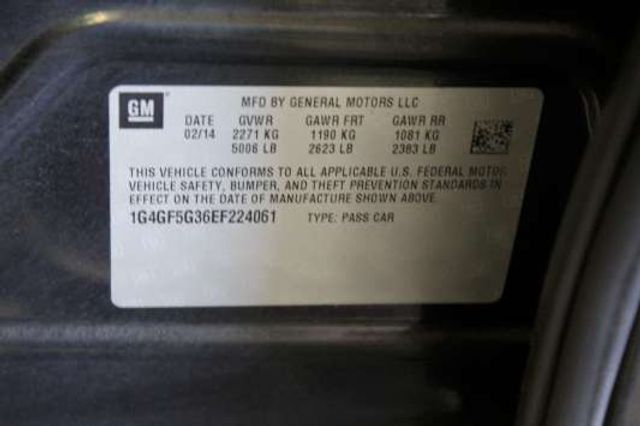 GM
MFD BY GENERAL MOTORS LLC
DATE GVWR GAWR FRT GAWR RR
02/14 2271 KG 1190 KG 1081 KG
5006 LB 2623 LB 2383 LB
THIS VEHICLE CONFORMS TO ALL APPLICABLE U.S. FEDERAL MOTOR
VEHICLE SAFETY, BUMPER, AND THEFT PREVENTION STANDARDS IN
EFFECT ON THE DATE OF MANUFACTURE SHOWN ABOVE.
1G4GF5G36EF224061 TYPE: PASS CAR